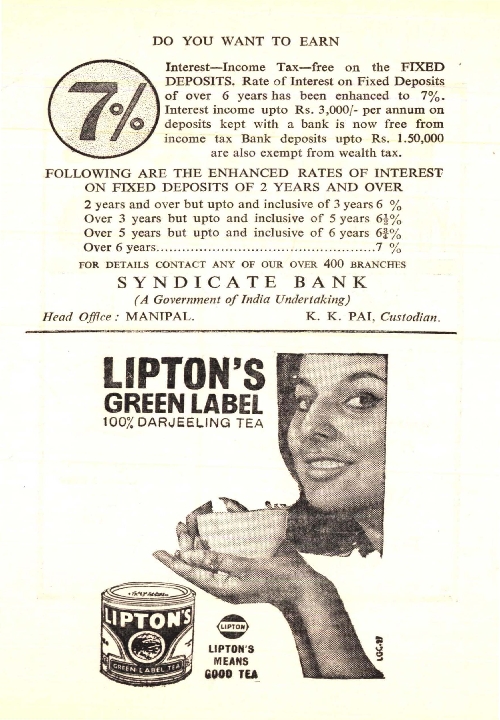 DO YOU WANT TO EARN
7%
Interest—Income Tax—free on the FIXED
DEPOSITS. Rate of Interest on Fixed Deposits
of over 6 years has been enhanced to 7%.
Interest income upto Rs. 3,000/- per annum on
deposits kept with a bank is now free from
income tax Bank deposits upto Rs. 1.50,000
are also exempt from wealth tax.
FOLLOWING ARE THE ENHANCED RATES OF INTEREST
ON FIXED DEPOSITS OF 2 YEARS AND OVER
2 years and over but upto and inclusive of 3 years 6 %
Over 3 years but upto and inclusive of 5 years 6½%
Over 5 years but upto and inclusive of 6 years 6¾%
Over 6 years...................................................7 %
FOR DETAILS CONTACT ANY OF OUR OVER 400 BRANCHES
SYNDICATE BANK
(A Government of India Undertaking)
Head Office : MANIPAL. K. K. PAI, Custodian.
LIPTON'S
GREEN LABEL
100% DARJEELING TEA
LIPTON'S
GREEN LABEL TEA
LIPTON
LIPTON'S
MEANS
GOOD TEA